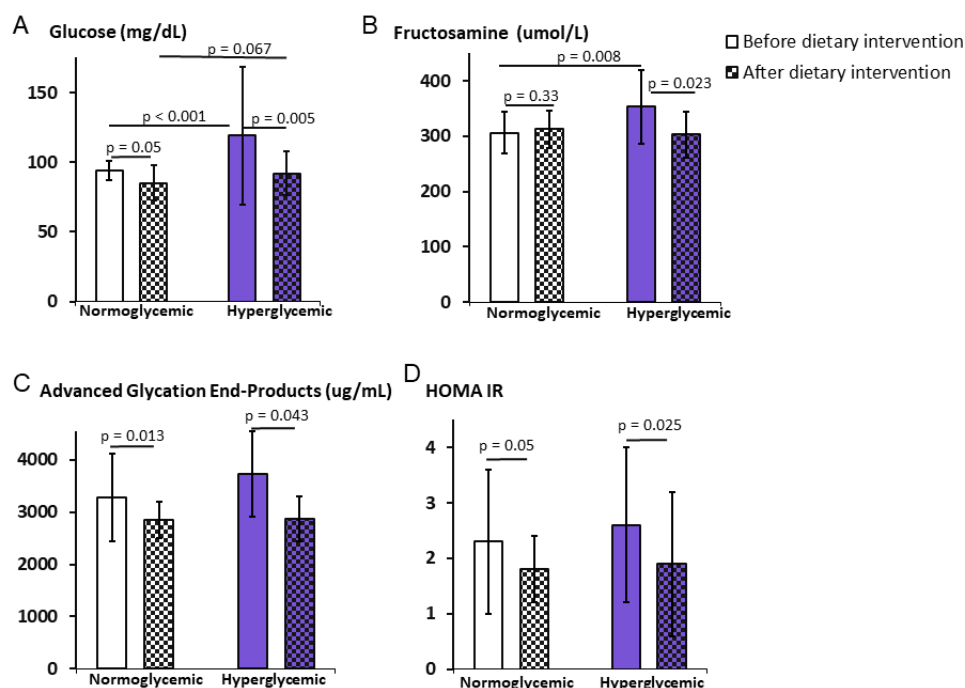 A
Glucose (mg/dL)
p = 0.067
150
p < 0.001
p = 0.005
p = 0.05
100
50
0
Normoglycemic
Hyperglycemic
B
Fructosamine (umol/L)
p = 0.008
400
p = 0.33
p = 0.023
300
200
100
0
Normoglycemic
Hyperglycemic
Before dietary intervention
After dietary intervention
C
Advanced Glycation End-Products (ug/mL)
p = 0.043
p = 0.013
4000
3000
2000
1000
0
Normoglycemic
Hyperglycemic
D
HOMA IR
p = 0.025
p = 0.05
4
3
2
1
0
Normoglycemic
Hyperglycemic